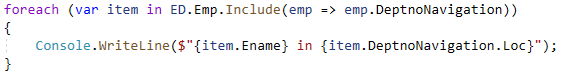 foreach (var item in ED.Emp.Include(emp => emp.DeptnoNavigation))
{
    Console.WriteLine($"{item.Ename} in {item.DeptnoNavigation.Loc}");
}